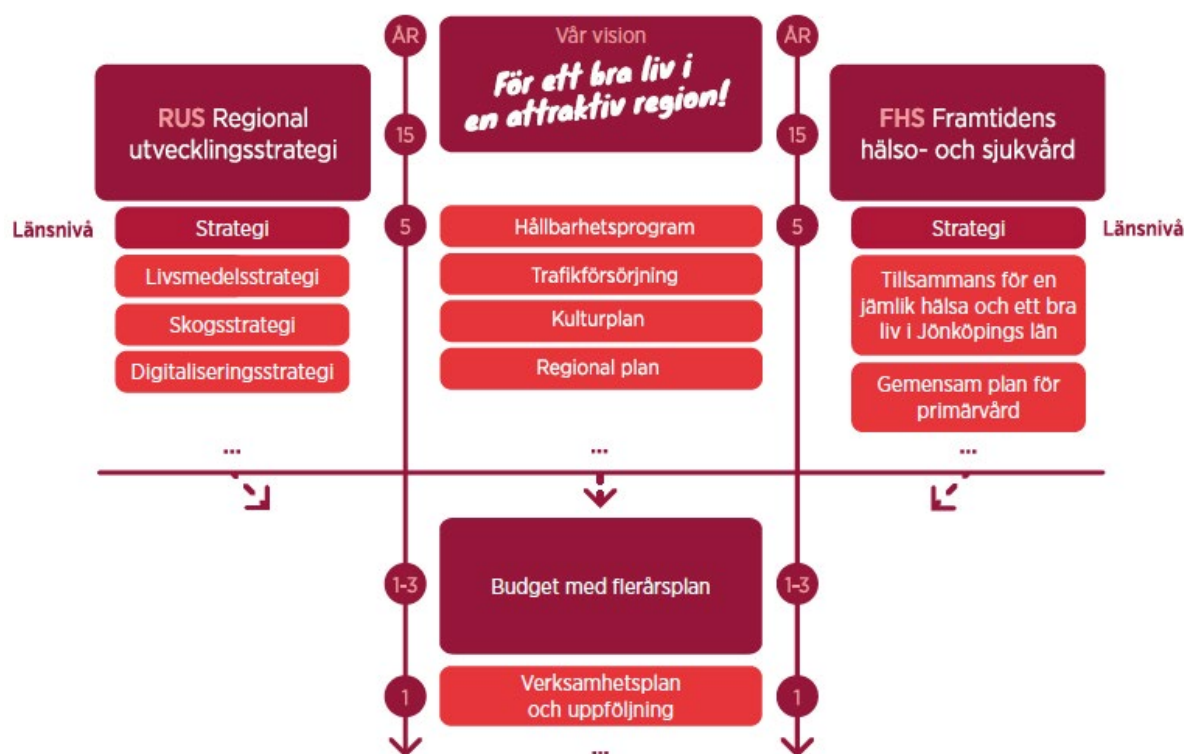 ÅR
Vår vision
För ett bra liv i
en attraktiv region!
ÅR
RUS Regional
utvecklingsstrategi
15
15
FHS Framtidens
hälso- och sjukvård
Länsnivå
Strategi
Livsmedelsstrategi
Skogsstrategi
Digitaliseringsstrategi
...
5
Hållbarhetsprogram
Trafikförsörjning
Kulturplan
Regional plan
...
5
Strategi
Länsnivå
Tillsammans för en
jämlik hälsa och ett bra
liv i Jönköpings län
Gemensam plan för
primärvård
...
1-3
Budget med flerårsplan
1-3
1
Verksamhetsplan
och uppföljning
1
...